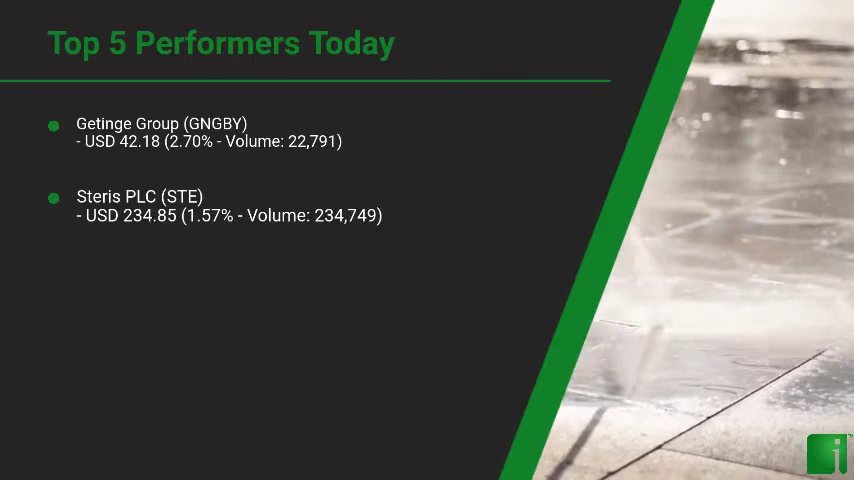 Top 5 Performers Today
Getinge Group (GNGBY)
- USD 42.18 (2.70% - Volume: 22,791)
Steris PLC (STE)
- USD 234.85 (1.57% - Volume: 234,749)
i
TM